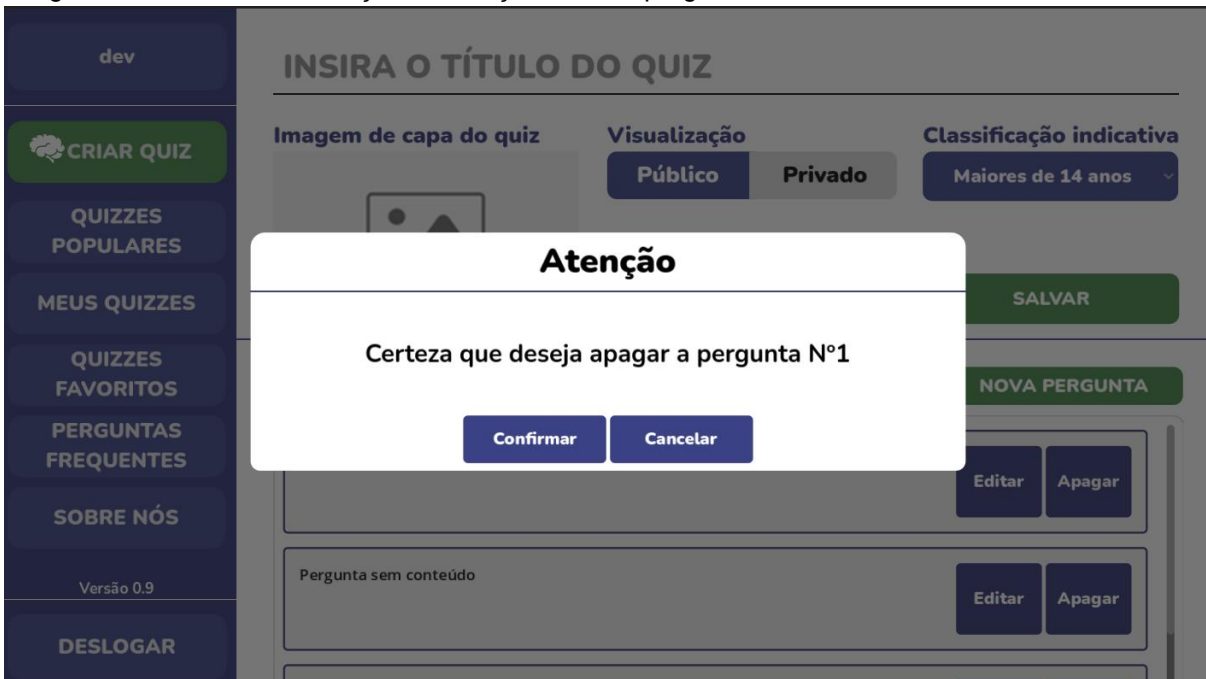 dev
CRIAR QUIZ
QUIZZES
POPULARES
MEUS QUIZZES
QUIZZES
FAVORITOS
PERGUNTAS
FREQUENTES
SOBRE NÓS
Versão 0.9
DESLOGAR
INSIRA O TÍTULO DO QUIZ
Imagem de capa do quiz
Visualização
Público Privado
Classificação indicativa
Maiores de 14 anos
SALVAR
NOVA PERGUNTA
Atenção
Certeza que deseja apagar a pergunta Nº1
Confirmar Cancelar
Editar Apagar
Pergunta sem conteúdo
Editar Apagar